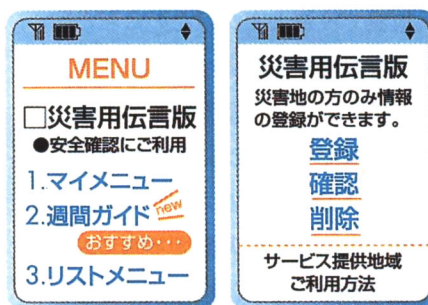 MENU
□災害用伝言版
●安全確認にご利用
1.マイメニュー
2.週間ガイド new
おすすめ・・・
3.リストメニュー
災害用伝言版
災害地の方のみ情報
の登録ができます。
登録
確認
削除
サービス提供地域
ご利用方法